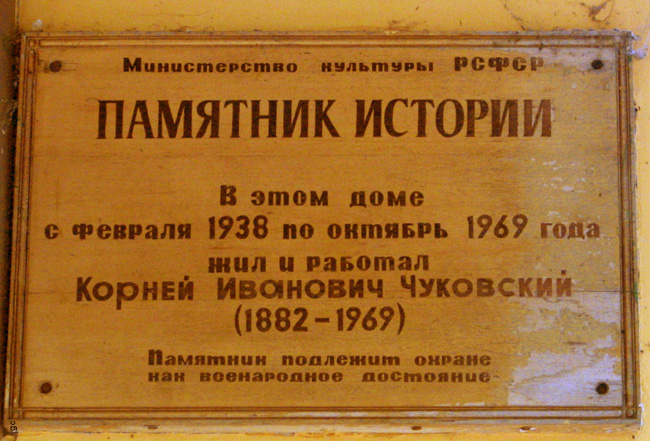 Министерство культуры РСФСР
ПАМЯТНИК ИСТОРИИ
В этом доме
с февраля 1938 по октябрь 1969 года
жил и работал
Корней Иванович Чуковский
(1882-1969)
Памятник подлежит охране
как всенародное достояние